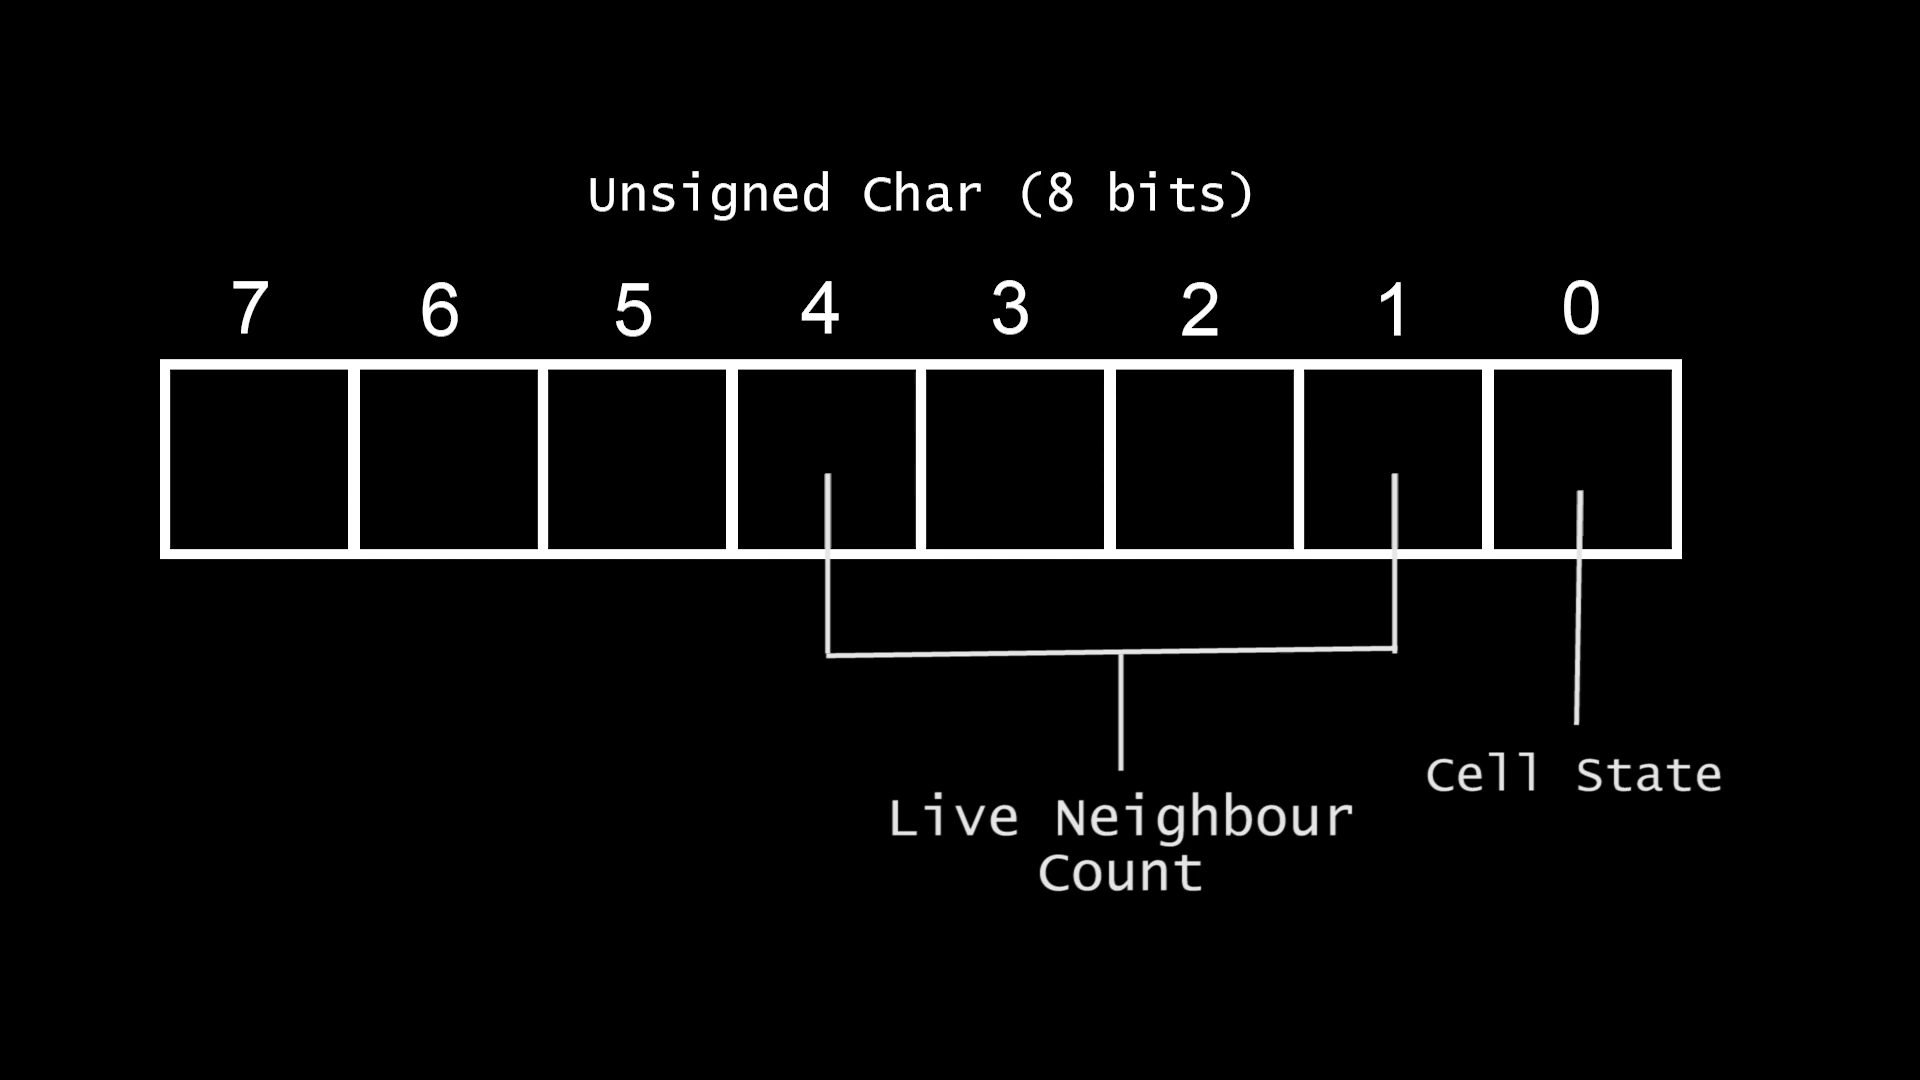 Unsigned Char (8 bits)
7 6 5 4 3 2 1 0
Cell State
Live Neighbour
Count